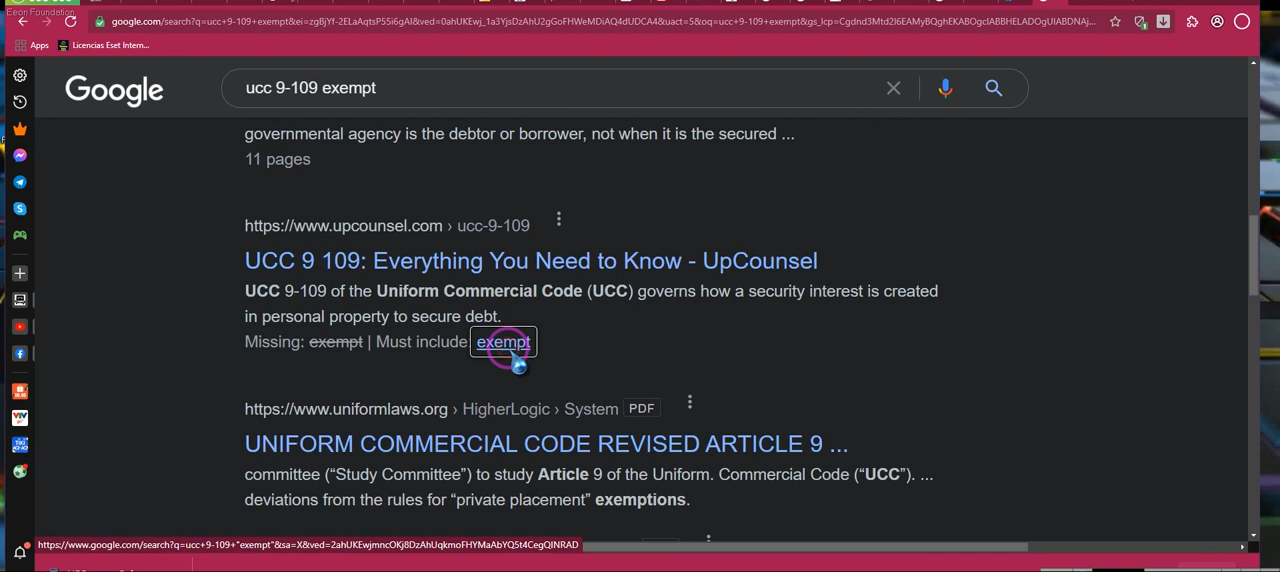 Eeon Foundation
google.com/search?q=ucc+9-109+exempt&ei=zgBjYf-2ELaAqtsP55i6gAI&ved=0ahUKEwj_1a3YjsDzAhU2gGoFHWeMDiAQ4dUDCA4&uact=5&oq=ucc+9-109+exempt&gs_lcp=Cgdnd3Mtd2l6EAMyBQghEKABOgcIABBHELADOgUIABDNAj...
Apps Licencias Eset Intern...
Google
ucc 9-109 exempt
governmental agency is the debtor or borrower, not when it is the secured ...
11 pages
https://www.upcounsel.com › ucc-9-109
UCC 9 109: Everything You Need to Know - UpCounsel
UCC 9-109 of the Uniform Commercial Code (UCC) governs how a security interest is created
in personal property to secure debt.
Missing: exempt | Must include exempt
https://www.uniformlaws.org › HigherLogic › System PDF
UNIFORM COMMERCIAL CODE REVISED ARTICLE 9 ...
committee (“Study Committee”) to study Article 9 of the Uniform. Commercial Code (“UCC”). ...
deviations from the rules for “private placement” exemptions.
https://www.google.com/search?q=ucc+9-109+"exempt"&sa=X&ved=2ahUKEwjmncOKj8DzAhUqkmoFHYMaAbYQ5t4CegQINRAD